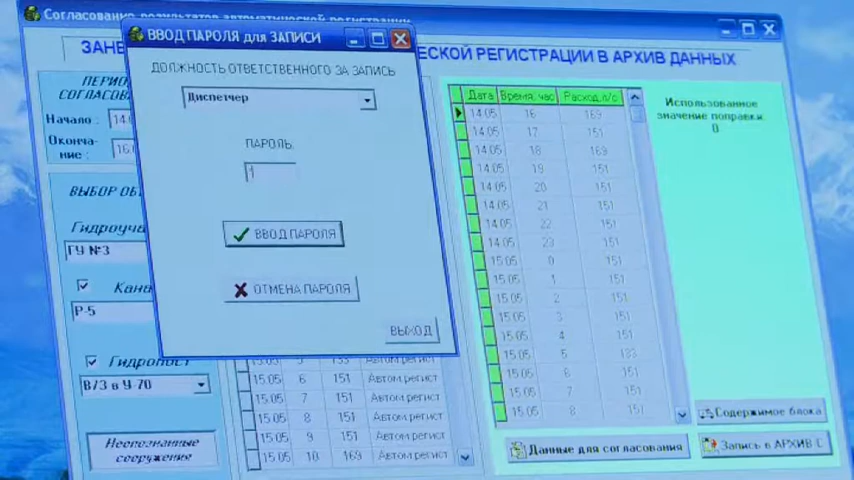 Согласование результатов автоматической регистрации
ВВОД ПАРОЛЯ для ЗАПИСИ
ЗАНЕ
ЕСКОЙ РЕГИСТРАЦИИ В АРХИВ ДАННЫХ
ДОЛЖНОСТЬ ОТВЕТСТВЕННОГО ЗА ЗАПИСЬ
Диспетчер
ПАРОЛЬ
ВВОД ПАРОЛЯ
ОТМЕНА ПАРОЛЯ
ВЫХОД
ПЕРИО
СОГЛАСОВА
Начало : 14.
Оконча-
ние : 16.
ВЫБОР ОБ
Гидроуч
ГУ №3
Кана
Р-5
Гидропост
В/З в У-70
Неопознанные
сооружения
15.05 6 151 Автом регист
15.05 7 151 Автом регист
15.05 8 151 Автом регист
15.05 9 151 Автом регист
15.05 10 169 Автом регист
Дата Время, час Расход, л/с
14.05 16 169
14.05 17 151
14.05 18 169
14.05 19 151
14.05 20 151
14.05 21 151
14.05 22 151
14.05 23 151
15.05 0 151
15.05 1 151
15.05 2 151
15.05 3 151
15.05 4 151
15.05 5 133
15.05 6 151
15.05 7 151
15.05 8 151
Использованное
значение поправки:
0
Содержимое блока
Данные для согласования
Запись в АРХИВ С